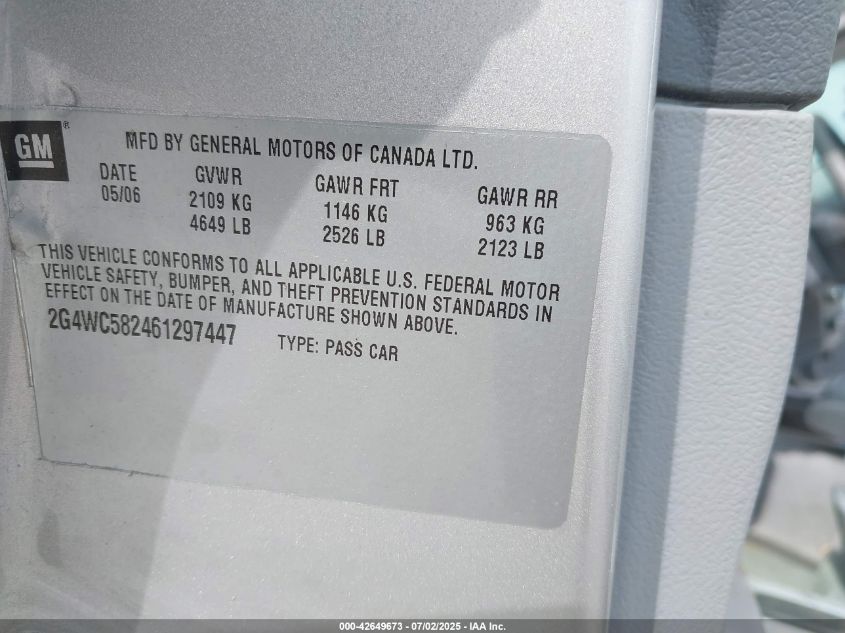 GM®
MFD BY GENERAL MOTORS OF CANADA LTD.
DATE GVWR GAWR FRT GAWR RR
05/06 2109 KG 1146 KG 963 KG
4649 LB 2526 LB 2123 LB
THIS VEHICLE CONFORMS TO ALL APPLICABLE U.S. FEDERAL MOTOR
VEHICLE SAFETY, BUMPER, AND THEFT PREVENTION STANDARDS IN
EFFECT ON THE DATE OF MANUFACTURE SHOWN ABOVE.
2G4WC582461297447 TYPE: PASS CAR
000-42649673 - 07/02/2025 - IAA Inc.